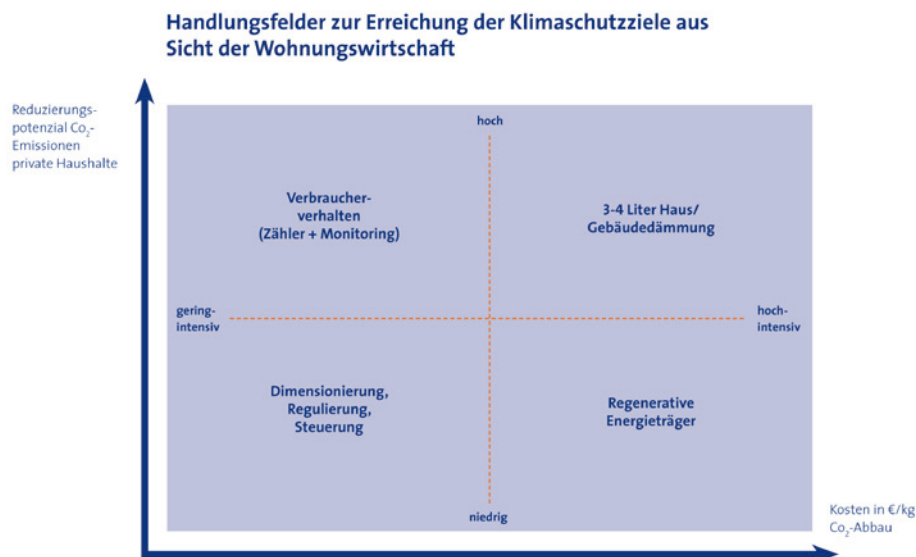 Handlungsfelder zur Erreichung der Klimaschutzziele aus
Sicht der Wohnungswirtschaft
Reduzierungs-
potenzial Co₂-
Emissionen
private Haushalte
hoch
Verbraucher-
verhalten
(Zähler + Monitoring)
3-4 Liter Haus/
Gebäudedämmung
gering-
intensiv
hoch-
intensiv
Dimensionierung,
Regulierung,
Steuerung
Regenerative
Energieträger
niedrig
Kosten in €/kg
Co₂-Abbau